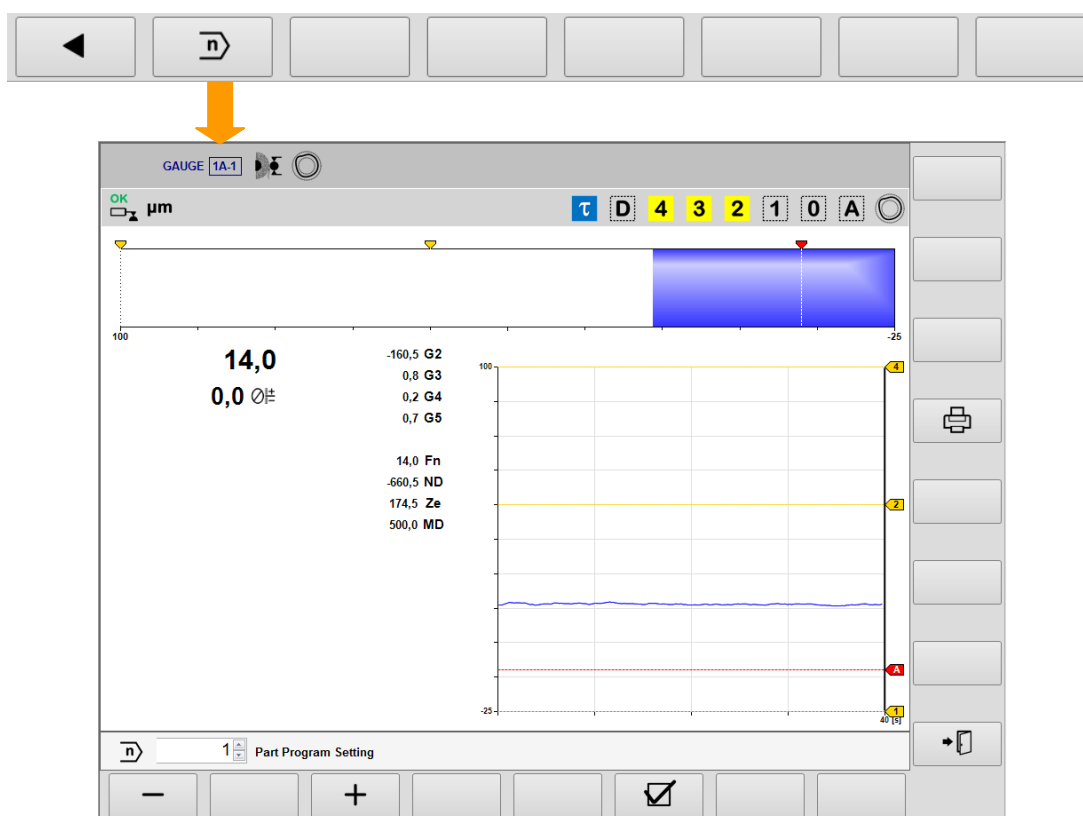 n
GAUGE 1A-1
OK
µm
τ D 4 3 2 1 0 A
100
-25
14,0
0,0
-160,5 G2
0,8 G3
0,2 G4
0,7 G5
14,0 Fn
-660,5 ND
174,5 Ze
500,0 MD
100
4
2
A
-25
1
40 [s]
n 1 Part Program Setting
− +